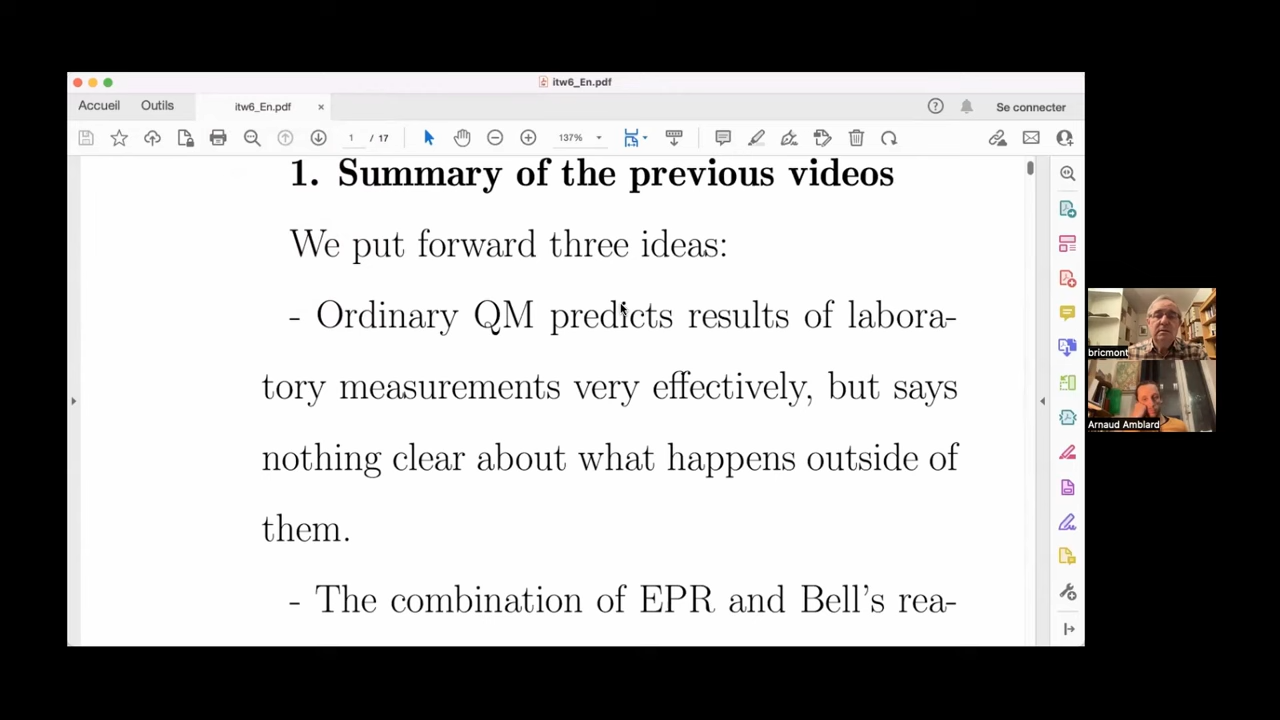 itw6_En.pdf
Accueil Outils itw6_En.pdf × ? Se connecter
1 / 17 137%
1. Summary of the previous videos
We put forward three ideas:
- Ordinary QM predicts results of labora-
tory measurements very effectively, but says
nothing clear about what happens outside of
them.
- The combination of EPR and Bell's rea-
bricmont
Arnaud Amblard